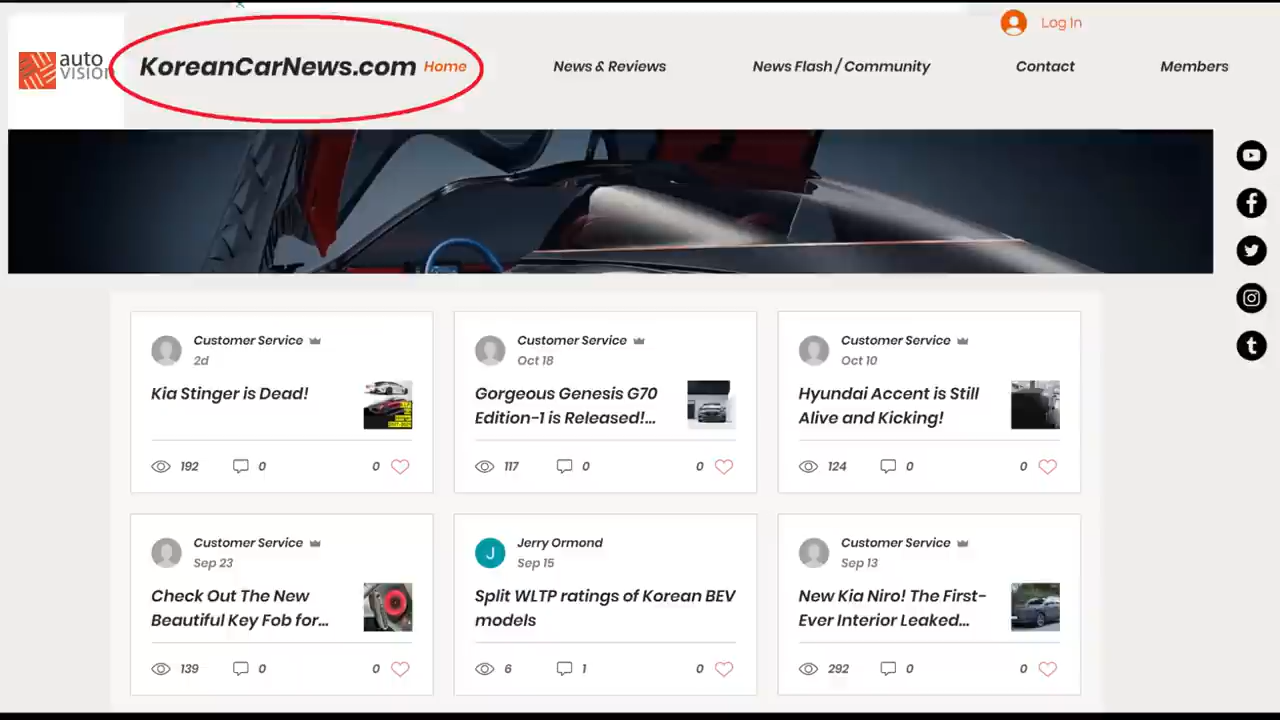 Log In
auto
VISION
KoreanCarNews.com
Home
News & Reviews
News Flash / Community
Contact
Members
Customer Service
2d
Kia Stinger is Dead!
192
0
0
Customer Service
Oct 18
Gorgeous Genesis G70
Edition-1 is Released!...
117
0
0
Customer Service
Oct 10
Hyundai Accent is Still
Alive and Kicking!
124
0
0
Customer Service
Sep 23
Check Out The New
Beautiful Key Fob for...
139
0
0
J
Jerry Ormond
Sep 15
Split WLTP ratings of Korean BEV
models
6
1
0
Customer Service
Sep 13
New Kia Niro! The First-
Ever Interior Leaked...
292
0
0